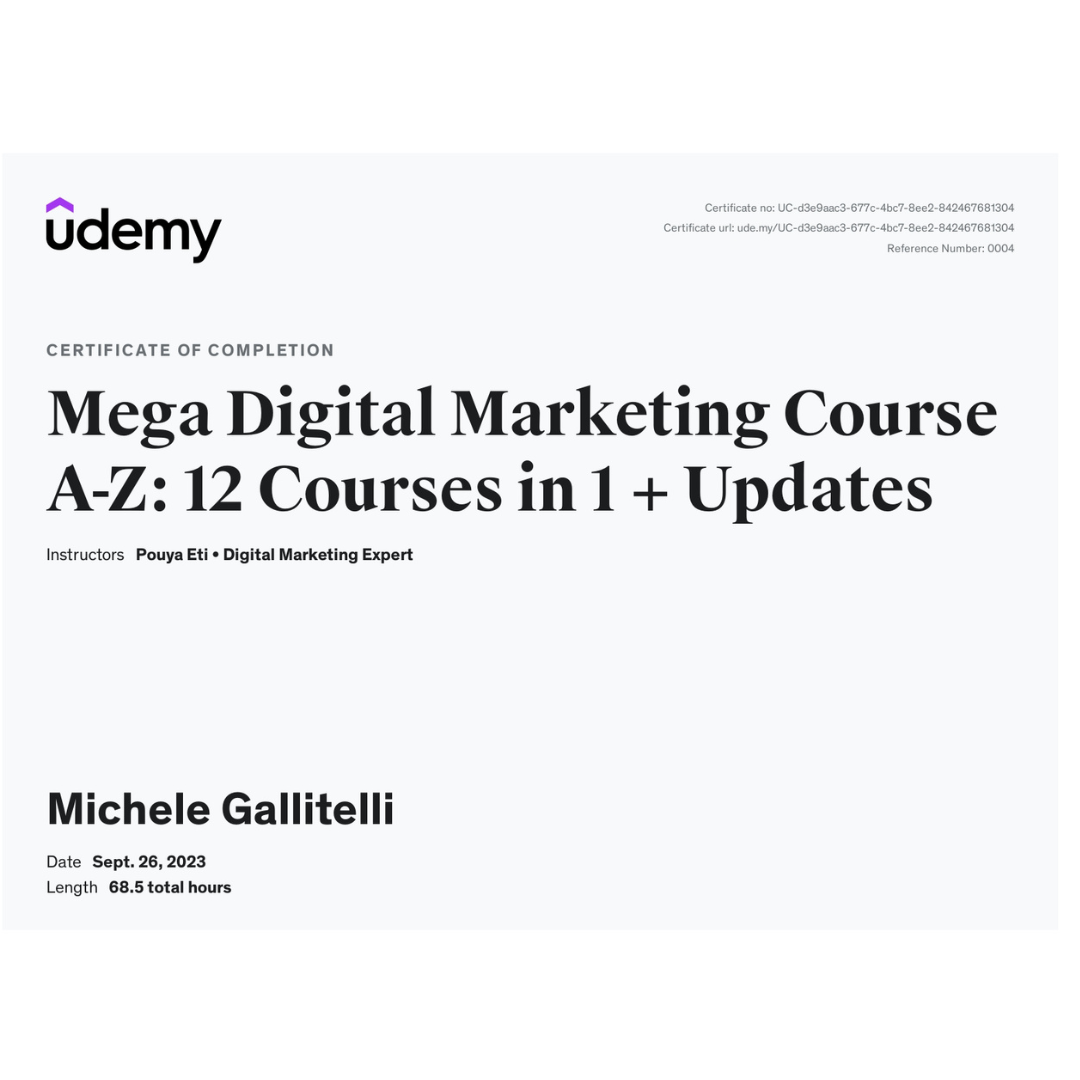 udemy
Certificate no: UC-d3e9aac3-677c-4bc7-8ee2-842467681304
Certificate url: ude.my/UC-d3e9aac3-677c-4bc7-8ee2-842467681304
Reference Number: 0004
CERTIFICATE OF COMPLETION
Mega Digital Marketing Course
A-Z: 12 Courses in 1 + Updates
Instructors Pouya Eti • Digital Marketing Expert
Michele Gallitelli
Date Sept. 26, 2023
Length 68.5 total hours